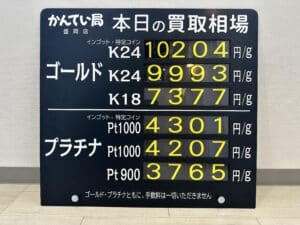 かんてい局 盛岡店 本日の買取相場
インゴット・特定コイン
ゴールド
K24 10204 円/g
K24 9993 円/g
K18 7377 円/g
インゴット・特定コイン
プラチナ
Pt1000 4301 円/g
Pt1000 4207 円/g
Pt900 3765 円/g
ゴールド・プラチナともに、手数料は一切いただきません